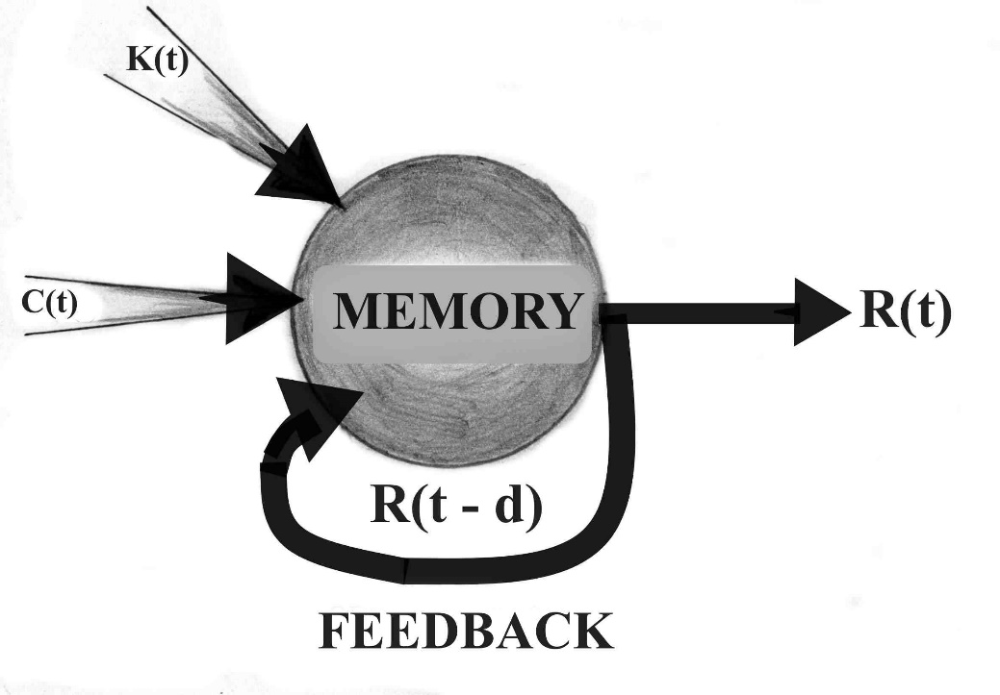 K(t)
C(t)
MEMORY
R(t)
R(t - d)
FEEDBACK